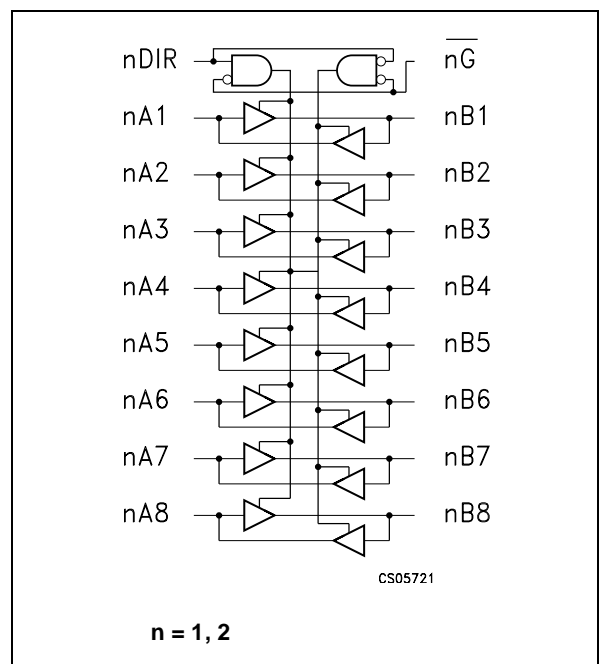 nDIR nG̅
nA1 nB1
nA2 nB2
nA3 nB3
nA4 nB4
nA5 nB5
nA6 nB6
nA7 nB7
nA8 nB8
CS05721
n = 1, 2